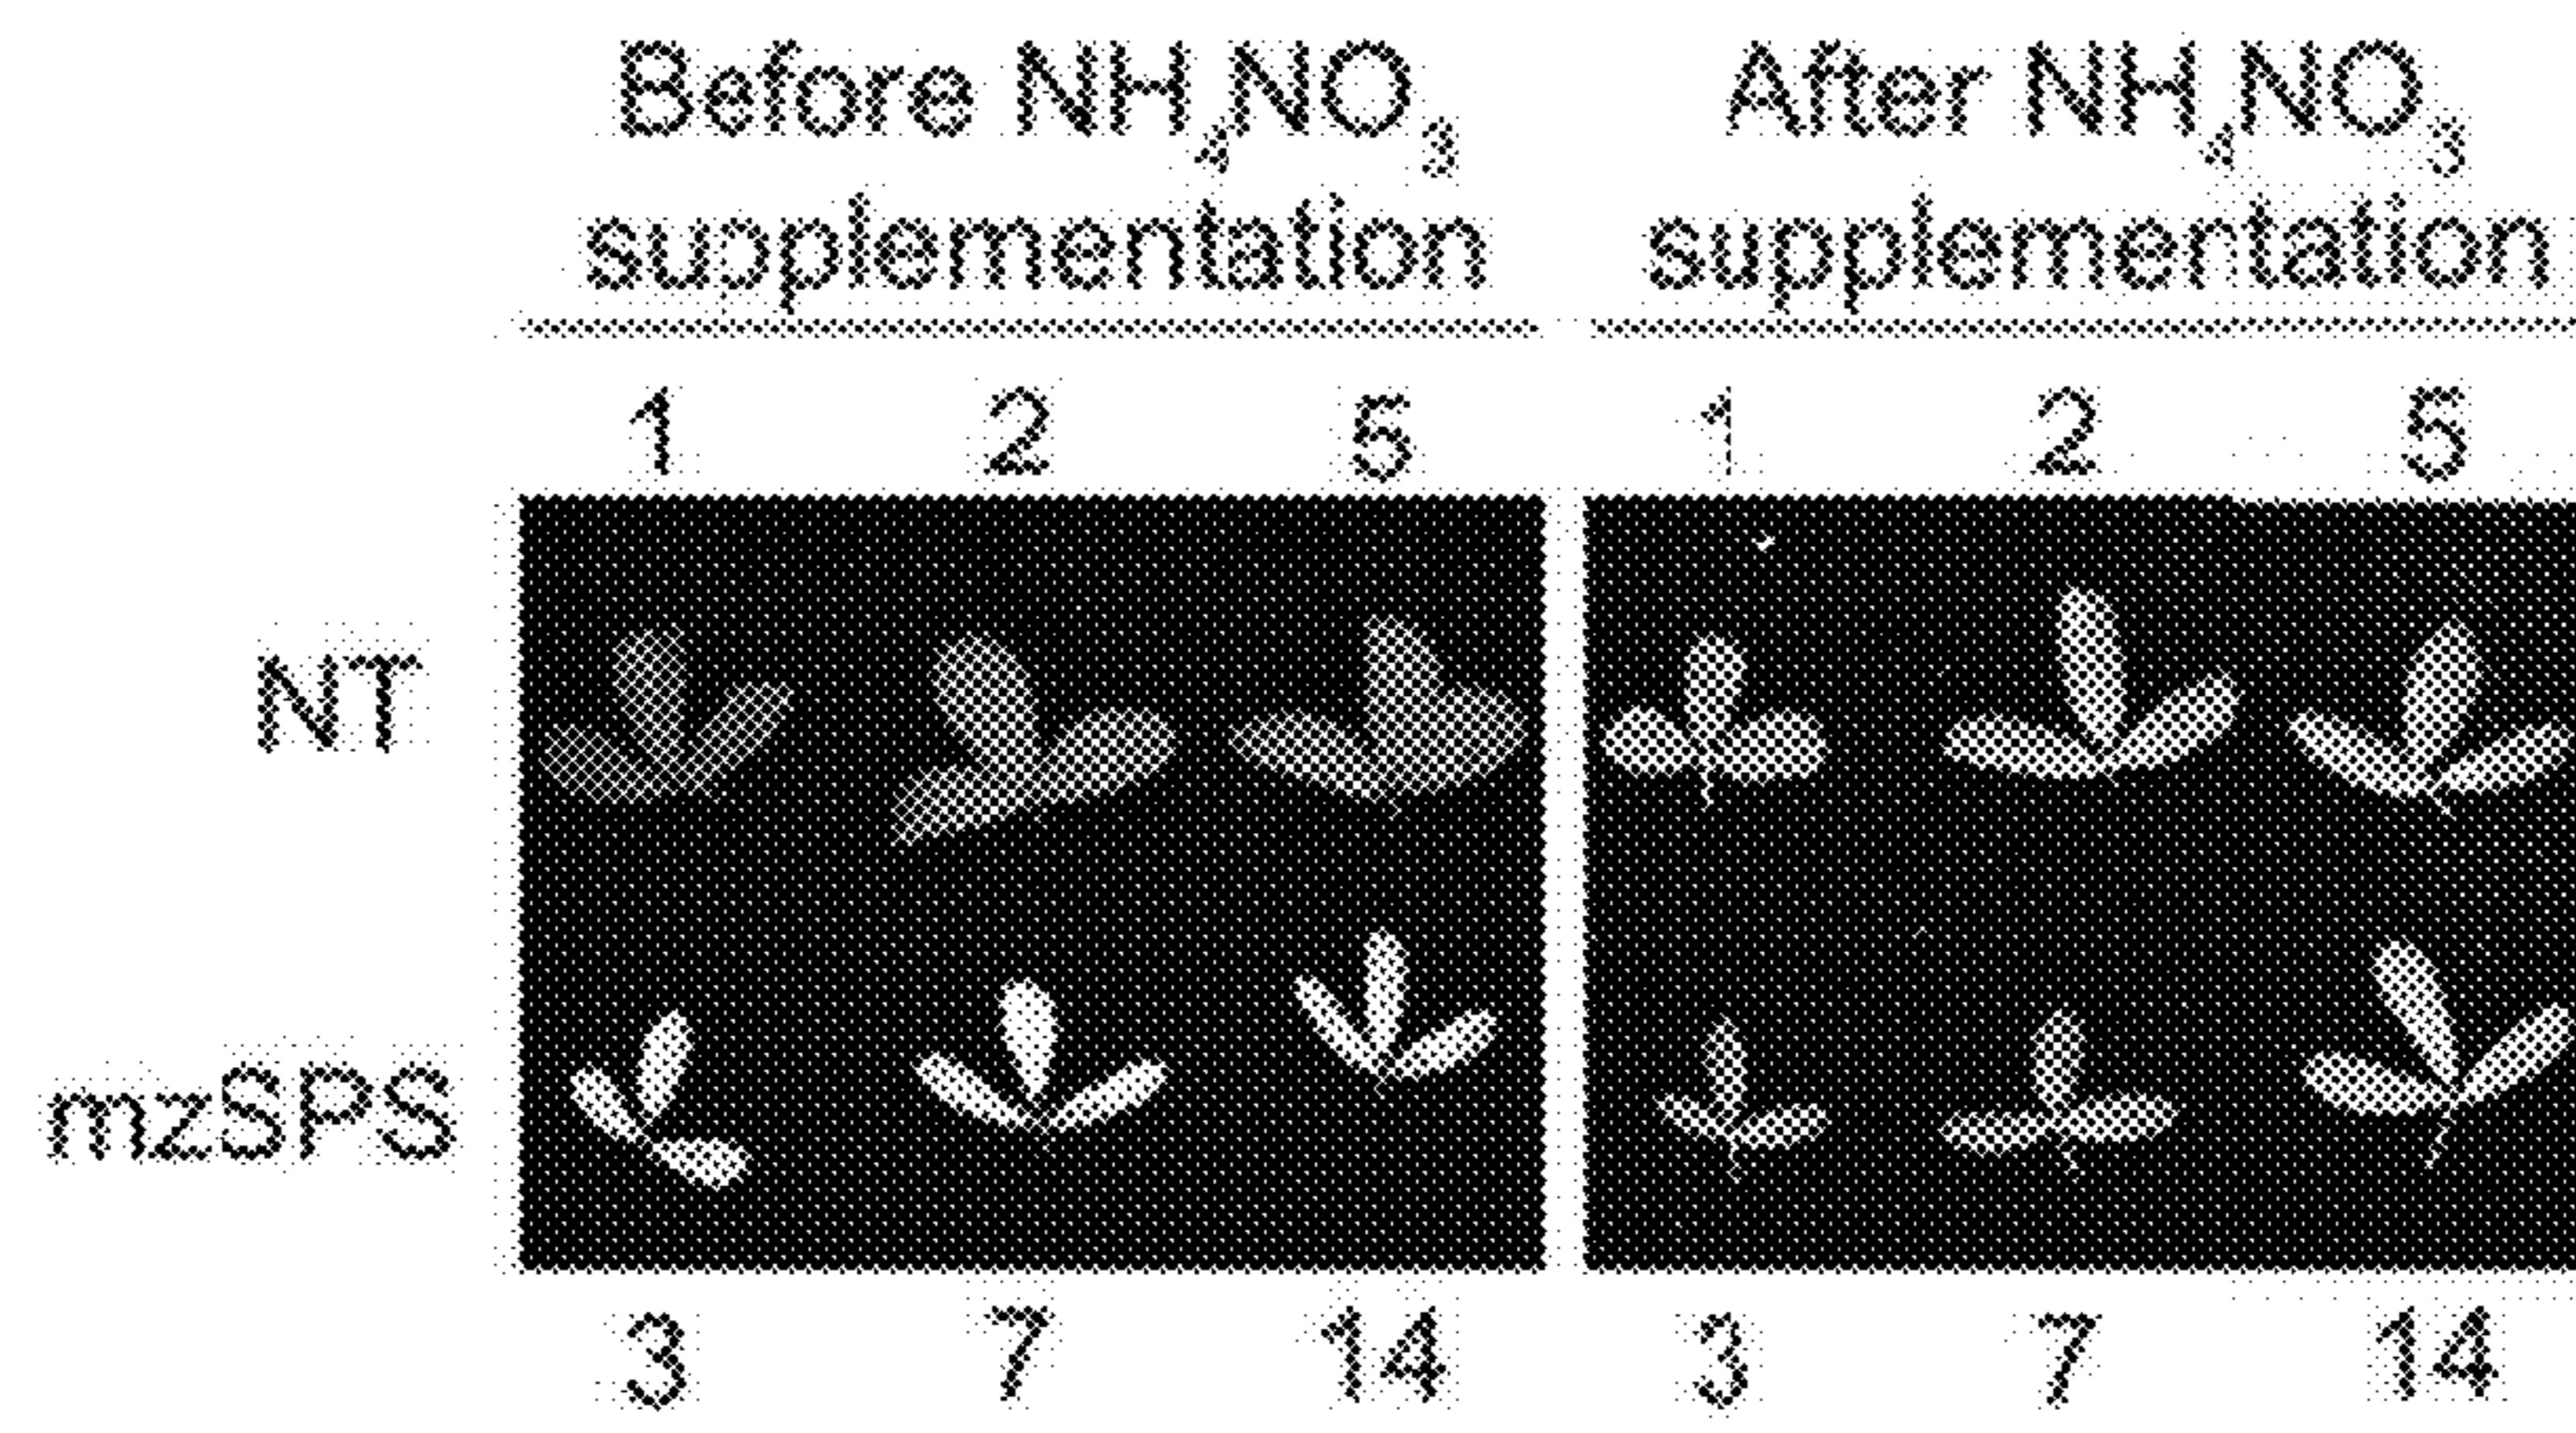 Before NH₄NO₃ After NH₄NO₃
supplementation supplementation
1 2 5 1 2 5
NT
mzSPS
3 7 14 3 7 14